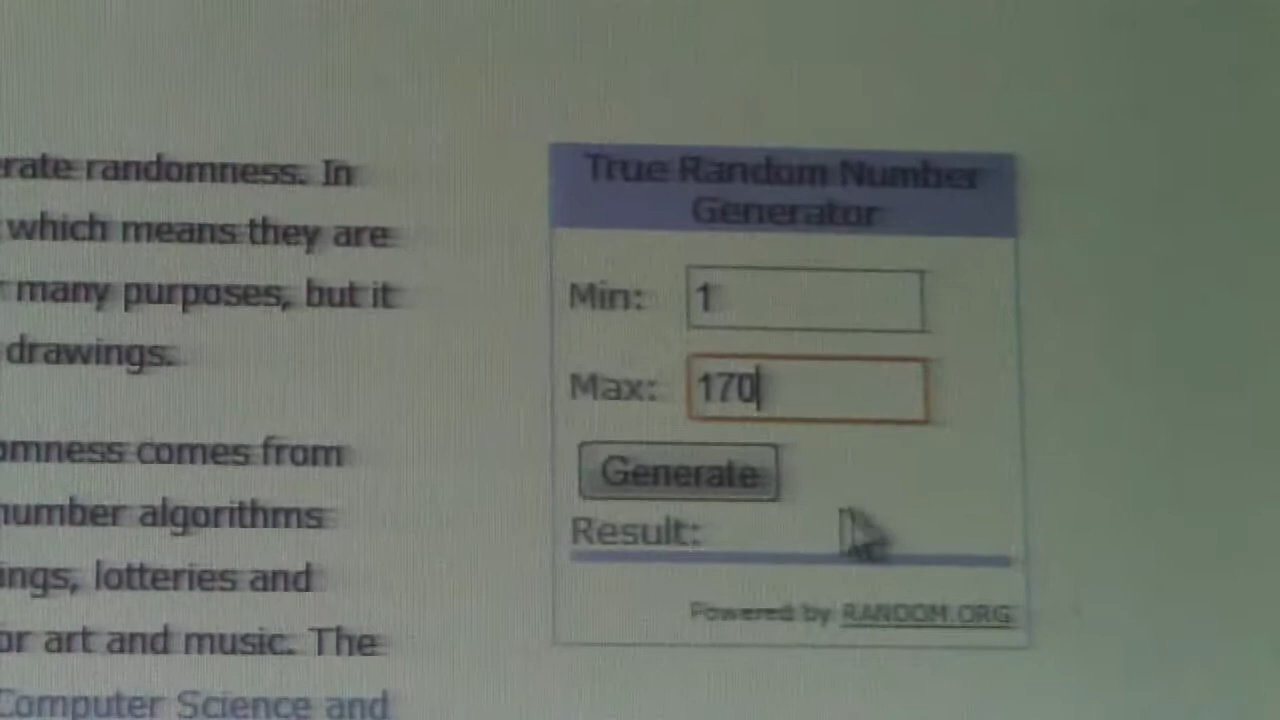 erate randomness. In
which means they are
many purposes, but it
drawings.
omness comes from
number algorithms
ings, lotteries and
or art and music. The
Computer Science and
True Random Number
Generator
Min: 1
Max: 170
Generate
Result:
Powered by RANDOM.ORG